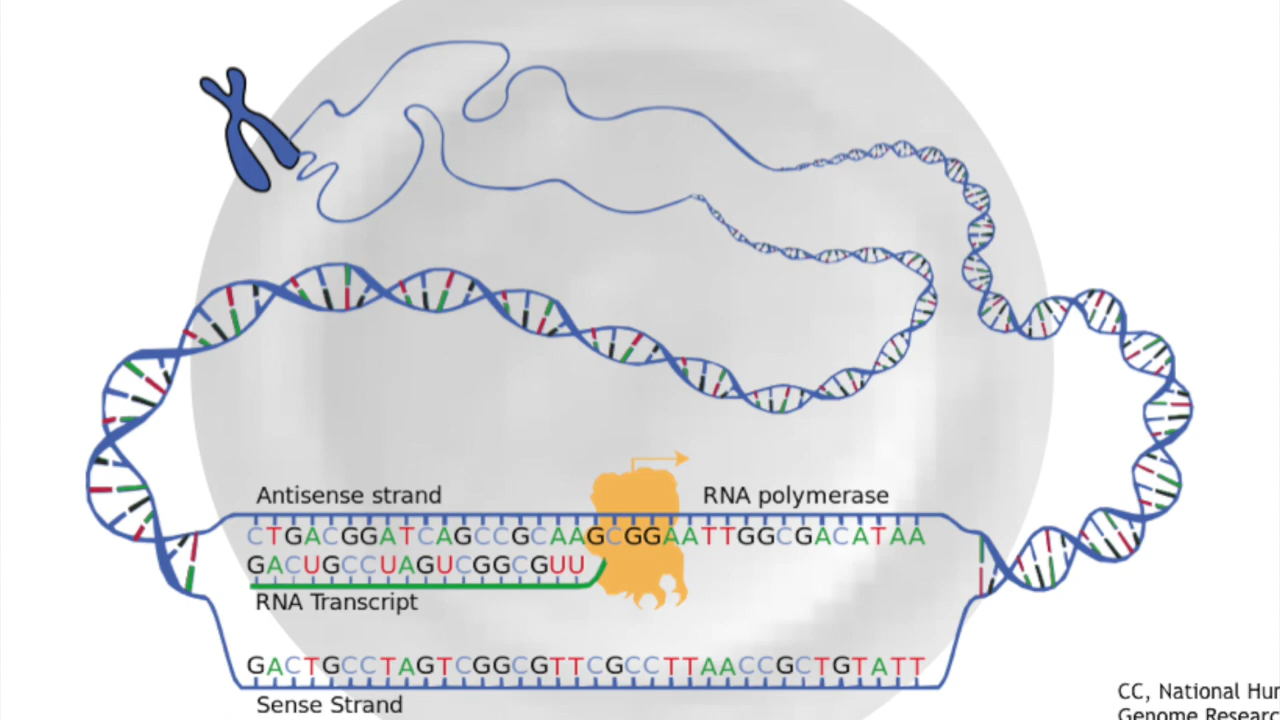 Antisense strand
RNA polymerase
CTGACGGATCAGCCGCAAGCGGAATTGGCGACATAA
GACUGCCUAGUCGGCGUU
RNA Transcript
GACTGCCTAGTCGGCGTTCGCCTTAACCGCTGTATT
Sense Strand
CC, National Hu
Genome Researc